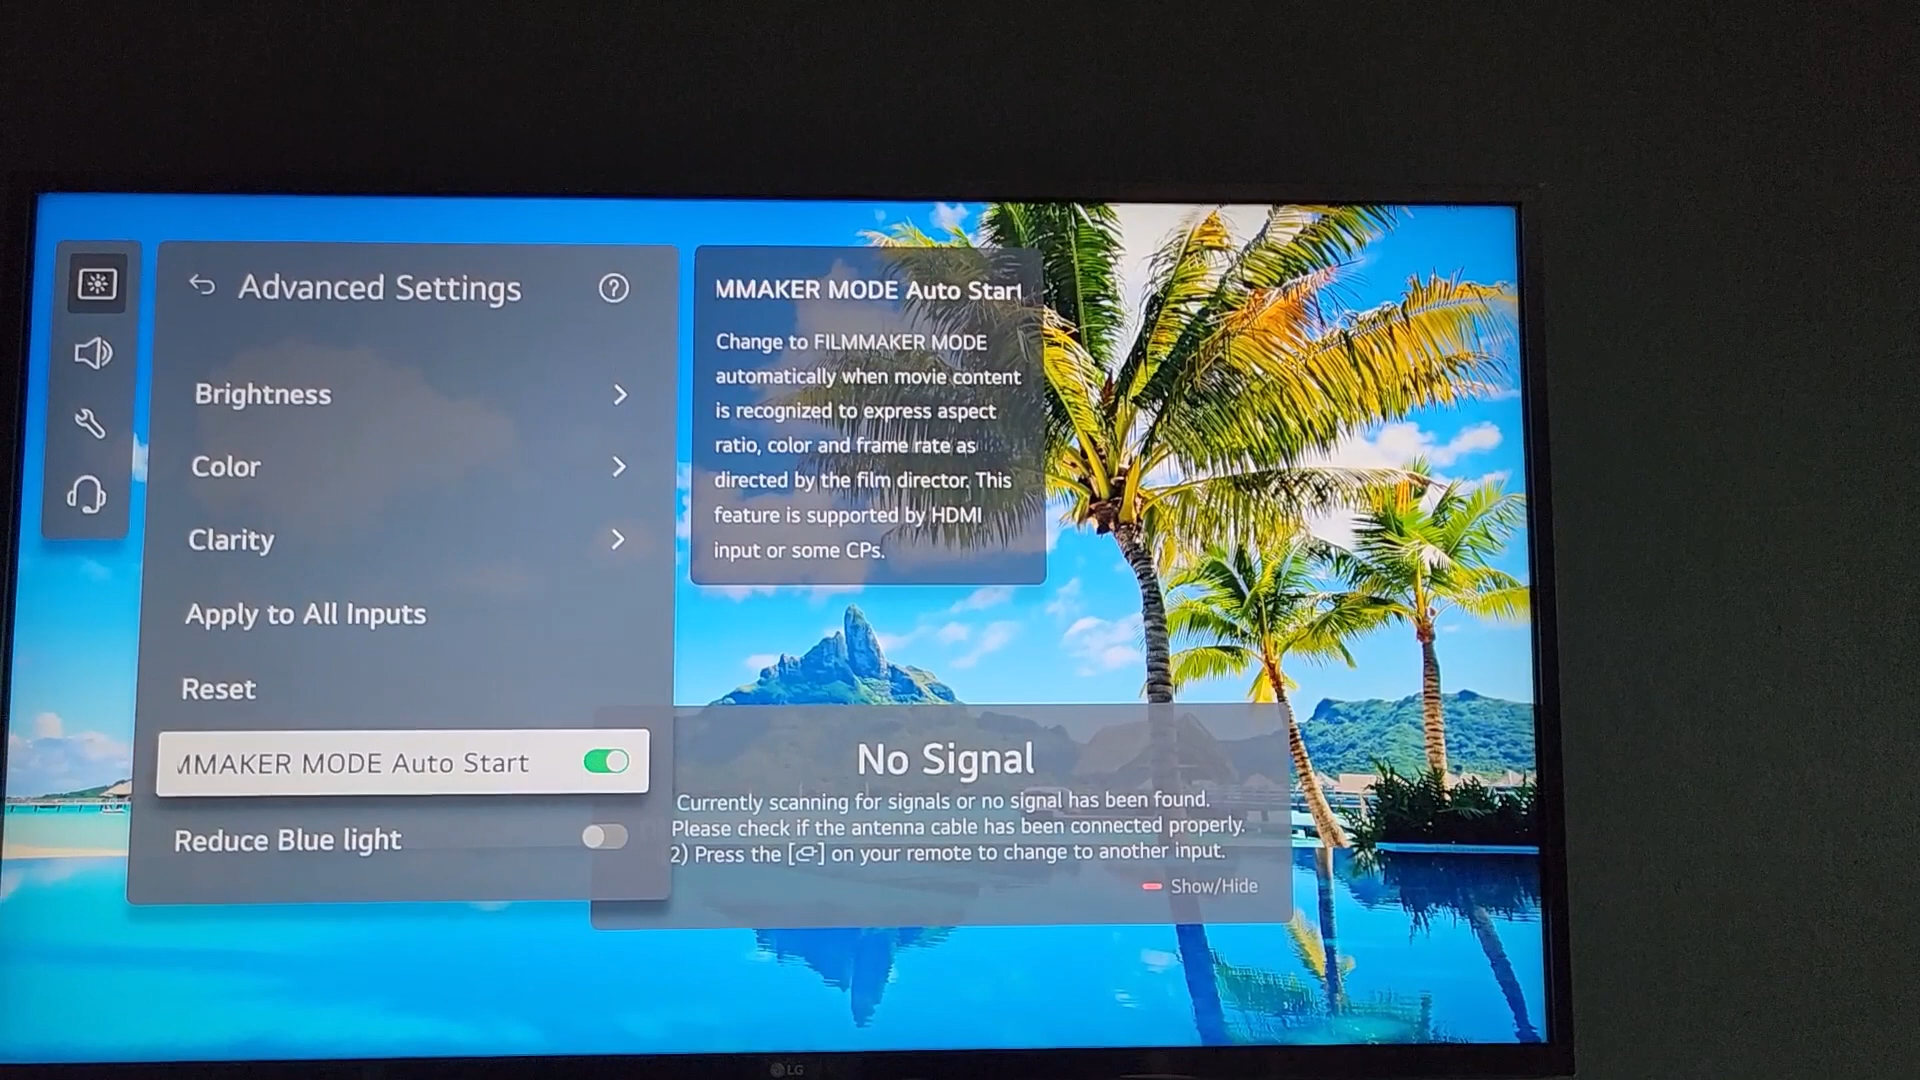 Advanced Settings
Brightness
Color
Clarity
Apply to All Inputs
Reset
MMAKER MODE Auto Start
Reduce Blue light
MMAKER MODE Auto Start
Change to FILMMAKER MODE
automatically when movie content
is recognized to express aspect
ratio, color and frame rate as
directed by the film director. This
feature is supported by HDMI
input or some CPs.
No Signal
Currently scanning for signals or no signal has been found.
Please check if the antenna cable has been connected properly.
2) Press the [] on your remote to change to another input.
Show/Hide
LG